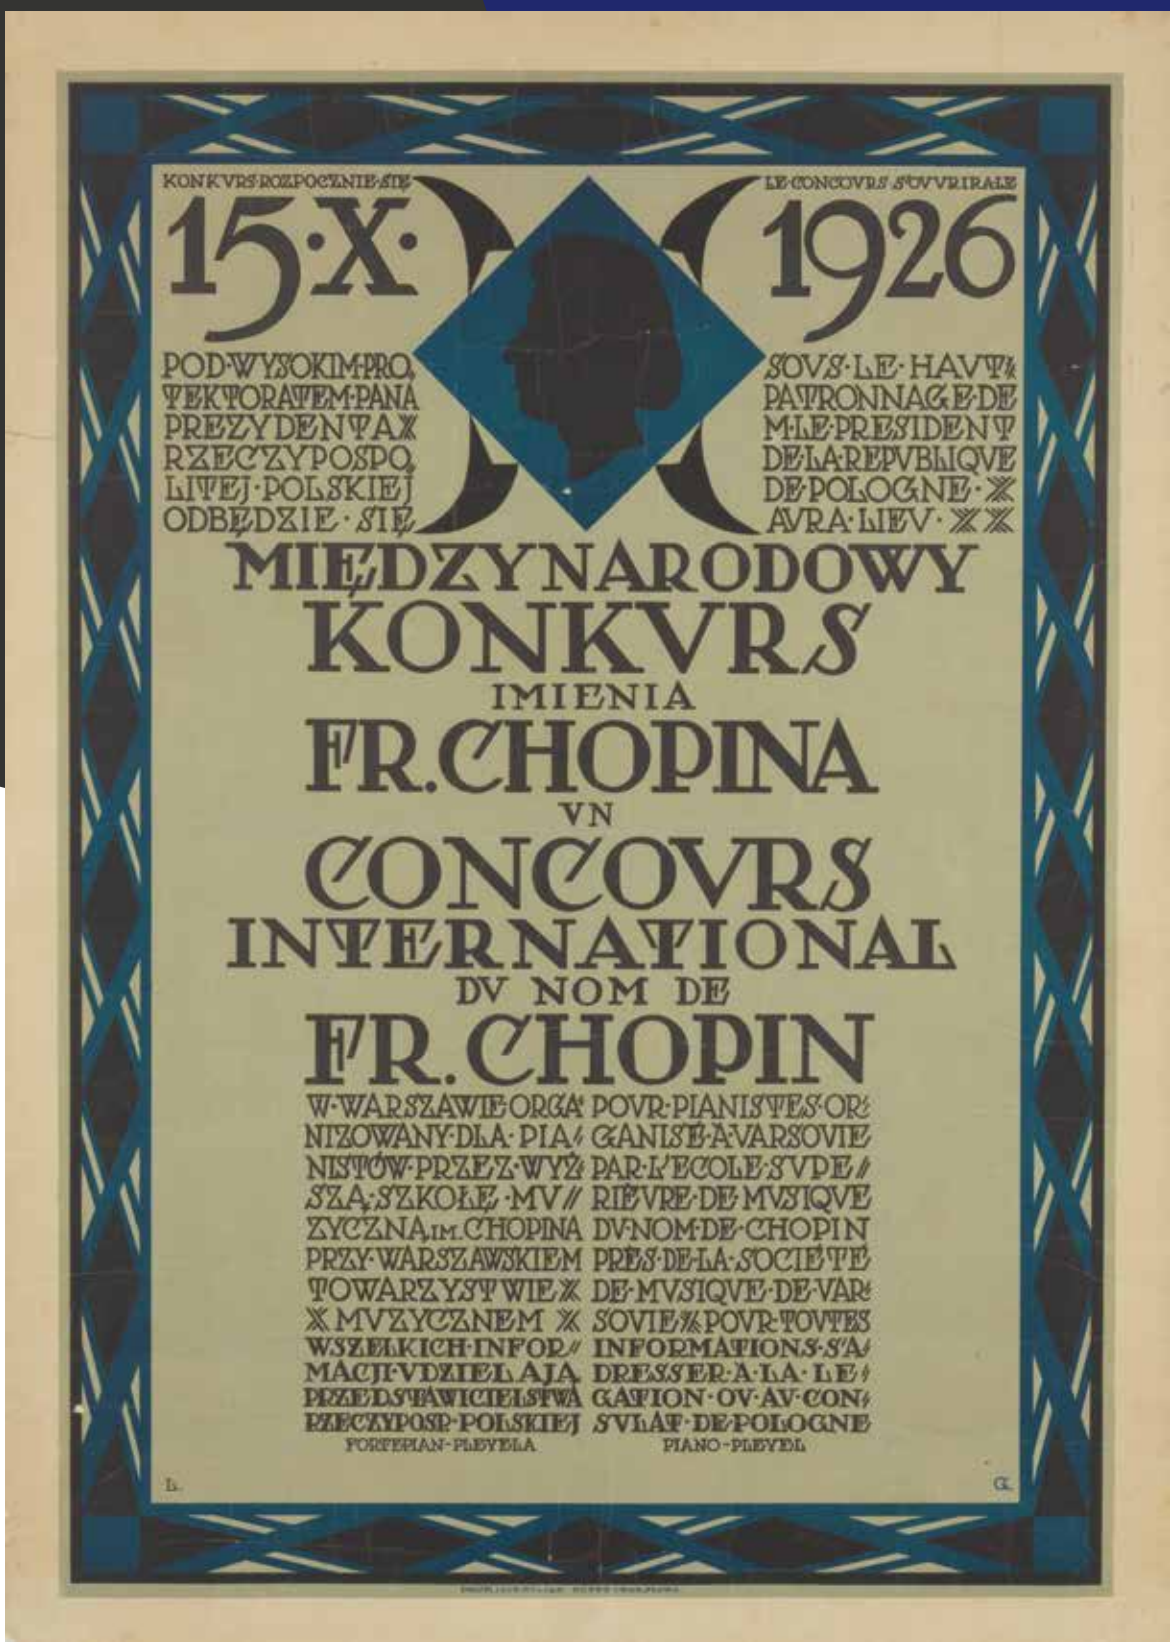 KONKVRS·ROZPOCZNIE·SIĘ
15·X·
POD·WYSOKIM·PRO,
TEKTORATEM·PANA
PREZYDENTA
RZECZYPOSPO,
LITEJ·POLSKIEJ
ODBĘDZIE·SIĘ
LE·CONCOVRS·S'OVVRIRALE
1926
SOVS·LE·HAVT
PATRONNAGE·DE
M·LE·PRESIDENT
DE·LA·REPVBLIQVE
DE·POLOGNE·
AVRA·LIEV·
MIĘDZYNARODOWY
KONKVRS
IMIENIA
FR.CHOPINA
VN
CONCOVRS
INTERNATIONAL
DV NOM DE
FR. CHOPIN
W·WARSZAWIE·ORGA
NIZOWANY·DLA·PIA
NISTÓW·PRZEZ·WYŻ
SZĄ·SZKOŁĘ·MV
ZYCZNĄ·IM.CHOPINA
PRZY·WARSZAWSKIEM
TOWARZYSTWIE
MVZYCZNEM
WSZELKICH·INFOR
MACJI·VDZIELAJĄ
PRZEDSTAWICIELSTWA
RZECZYPOSP·POLSKIEJ
FORTEPIAN-PLEYELA
POVR·PIANISTES·OR
GANISÉ·A·VARSOVIE
PAR·L'ECOLE·SVPE
RIÈVRE·DE·MVSIQVE
DV·NOM·DE·CHOPIN
PRÈS·DE·LA·SOCIÉTÉ
DE·MVSIQVE·DE·VAR
SOVIE POVR·TOVTES
INFORMATIONS·S'A
DRESSER·A·LA·LE
GATION·OV·AV·CON
SVLAT·DE·POLOGNE
PIANO-PLEYEL
L.
G.